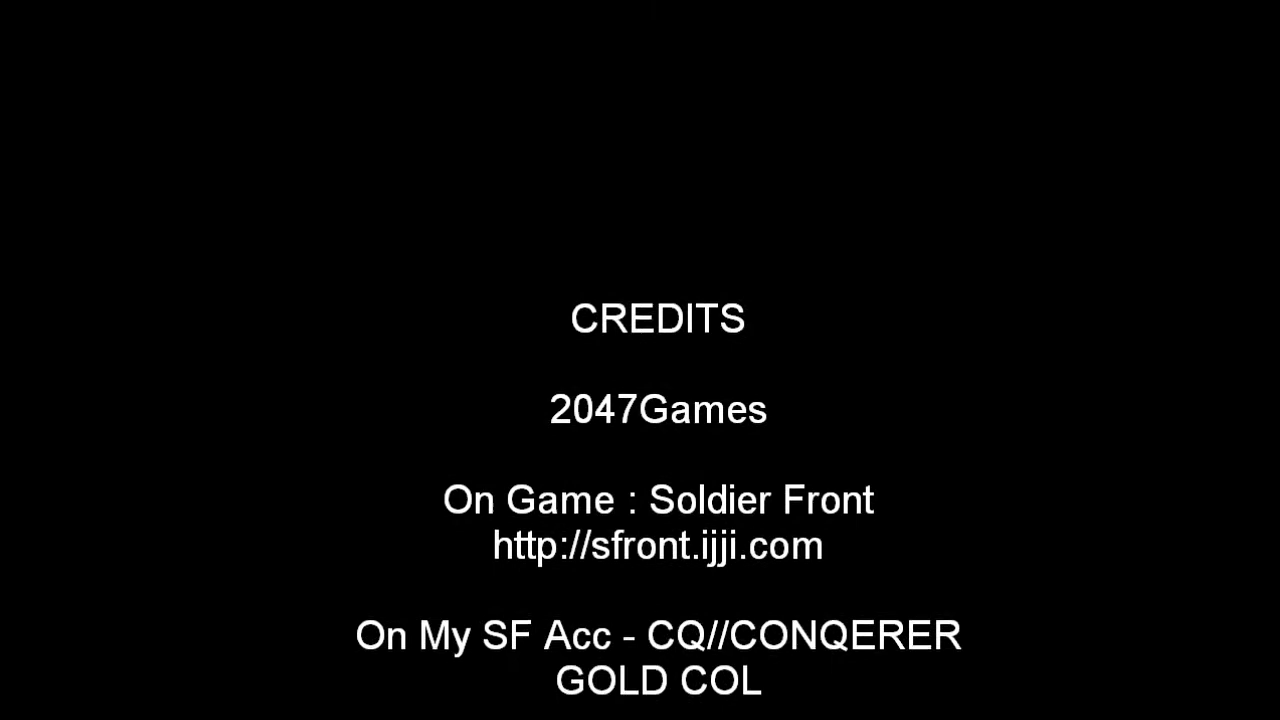 CREDITS
2047Games
On Game : Soldier Front
http://sfront.ijji.com
On My SF Acc - CQ//CONQERER
GOLD COL